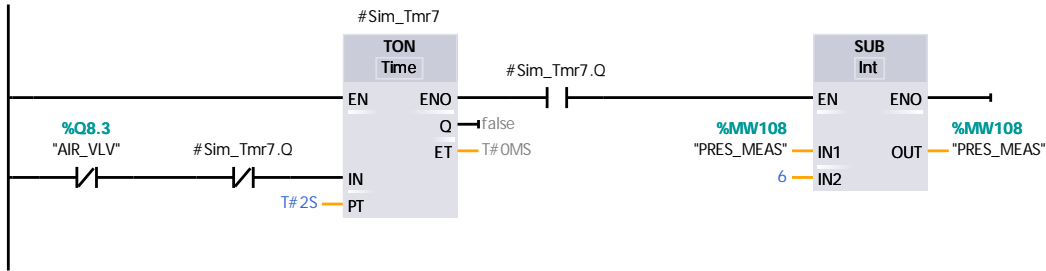 #Sim_Tmr7
TON
Time
#Sim_Tmr7.Q
SUB
Int
EN ENO
EN ENO
%Q8.3
"AIR_VLV"
#Sim_Tmr7.Q
Q false
ET T#0MS
%MW108
"PRES_MEAS" IN1
OUT
%MW108
"PRES_MEAS"
IN
6 IN2
T#2S PT